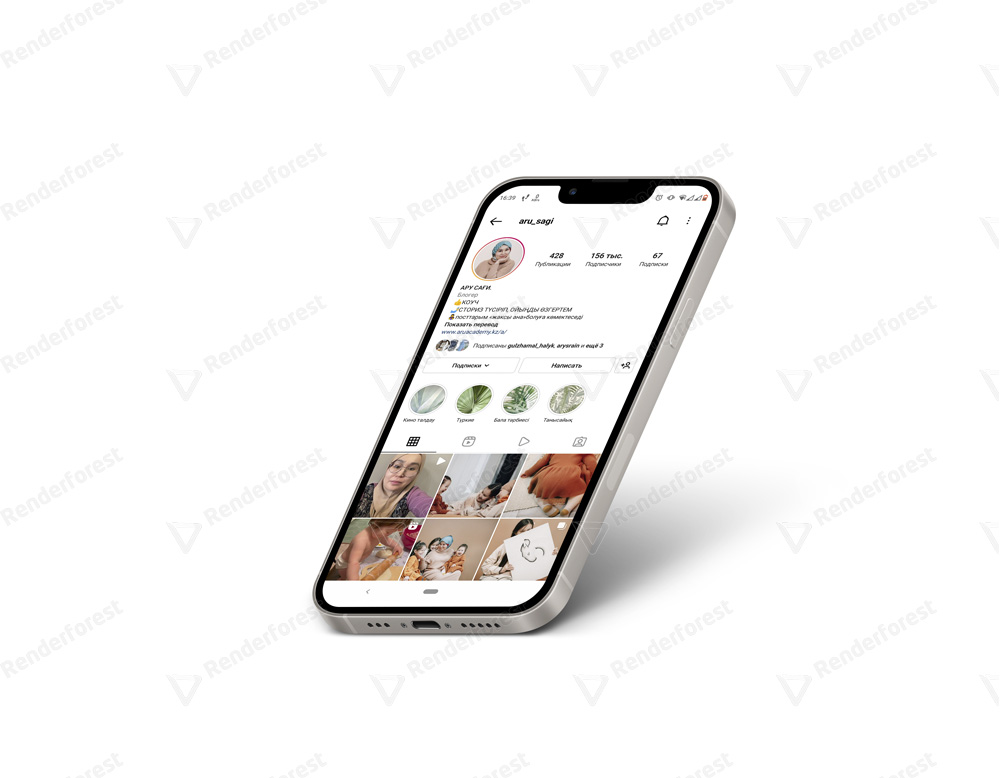 16:39
aru_sagi
428 156 тыс. 67
Публикации Подписчики Подписки
АРУ САҒИ
Блогер
👍КОУЧ
🤳СТОРИЗ ТҮСІРІП, ОЙЫҢДЫ ӨЗГЕРТЕМ
посттарым «жақсы ана»болуға көмектеседі
Показать перевод
www.aruacademy.kz/a/
Подписаны gulzhamal_halyk, arysrain и ещё 3
Подписки Написать
Кино талдау Түркия Бала тәрбиесі Танысайық
Renderforest